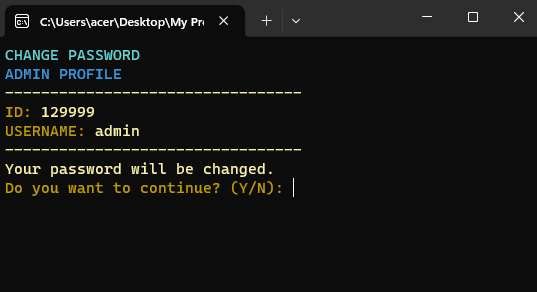 C:\Users\acer\Desktop\My Pro
CHANGE PASSWORD
ADMIN PROFILE
---------------------------------
ID: 129999
USERNAME: admin
---------------------------------
Your password will be changed.
Do you want to continue? (Y/N):